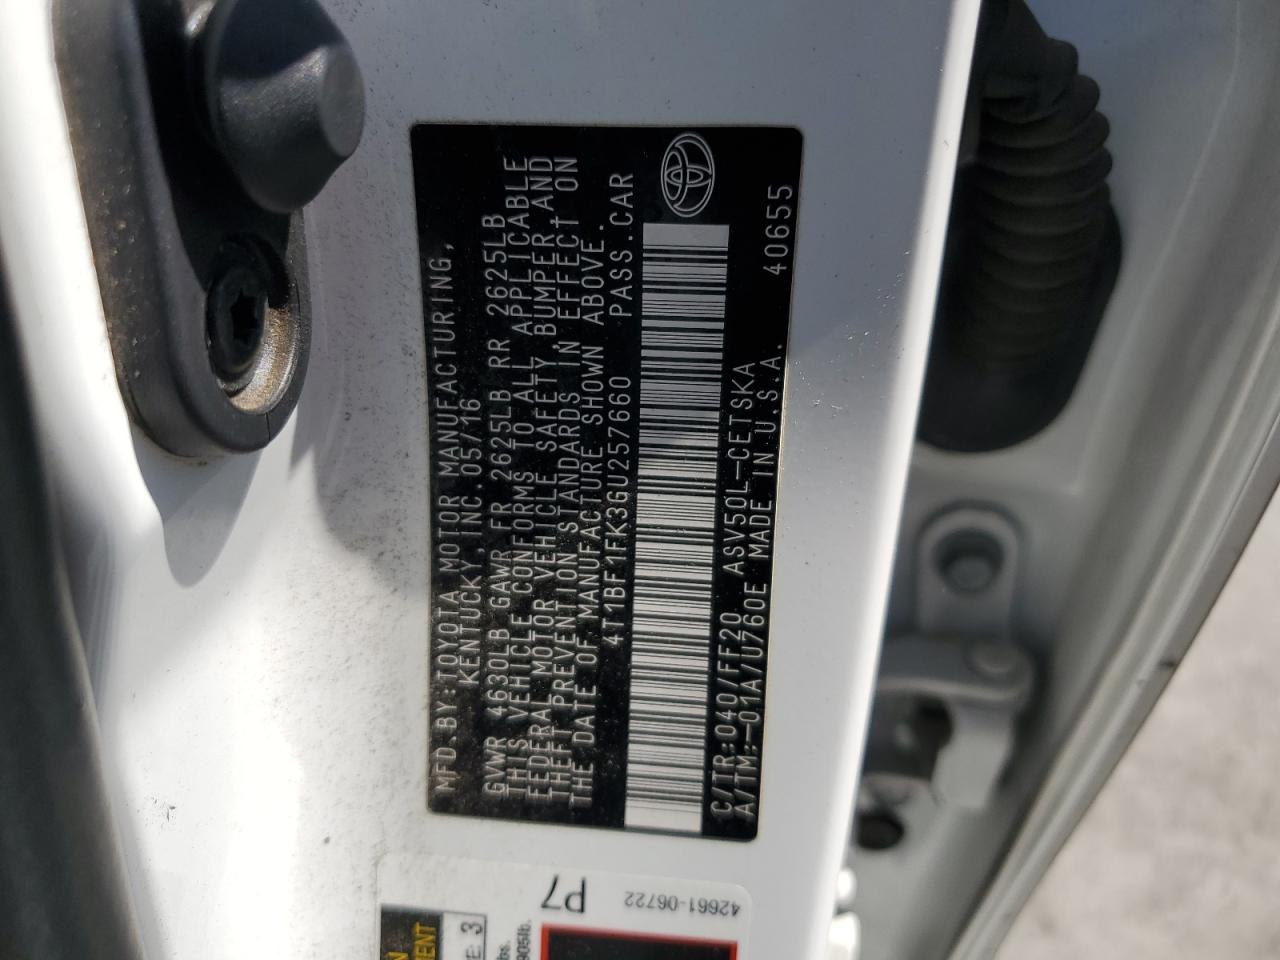 MFD.BY:TOYOTA MOTOR MANUFACTURING,
KENTUCKY,INC.05/16
GVWR 4630LB GAWR FR 2625LB RR 2625LB
THIS VEHICLE CONFORMS TO ALL APPLICABLE
FEDERAL MOTOR VEHICLE SAFETY,BUMPER AND
THEFT PREVENTION STANDARDS IN EFFECT ON
THE DATE OF MANUFACTURE SHOWN ABOVE.
4T1BF1FK3GU257660 PASS.CAR
C/TR:040/FF20 ASV50L-CETSKA
A/TM:-01A/U760E MADE IN U.S.A. 40655
P7
42661-06722
3
905lb.